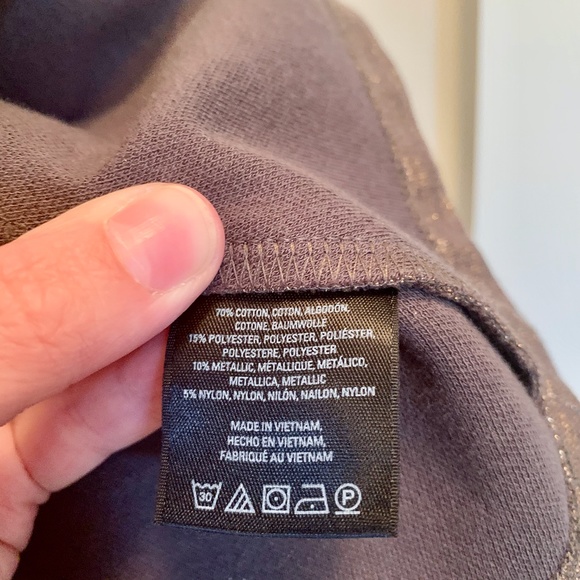 70% COTTON, COTON, ALGODÓN,
COTONE, BAUMWOLLE
15% POLYESTER, POLYESTER, POLIÉSTER,
POLYESTERE, POLYESTER
10% METALLIC, MÉTALLIQUE, METÁLICO,
METALLICA, METALLIC
5% NYLON, NYLON, NILÓN, NAILON, NYLON
MADE IN VIETNAM,
HECHO EN VIETNAM,
FABRIQUÉ AU VIETNAM
30 P